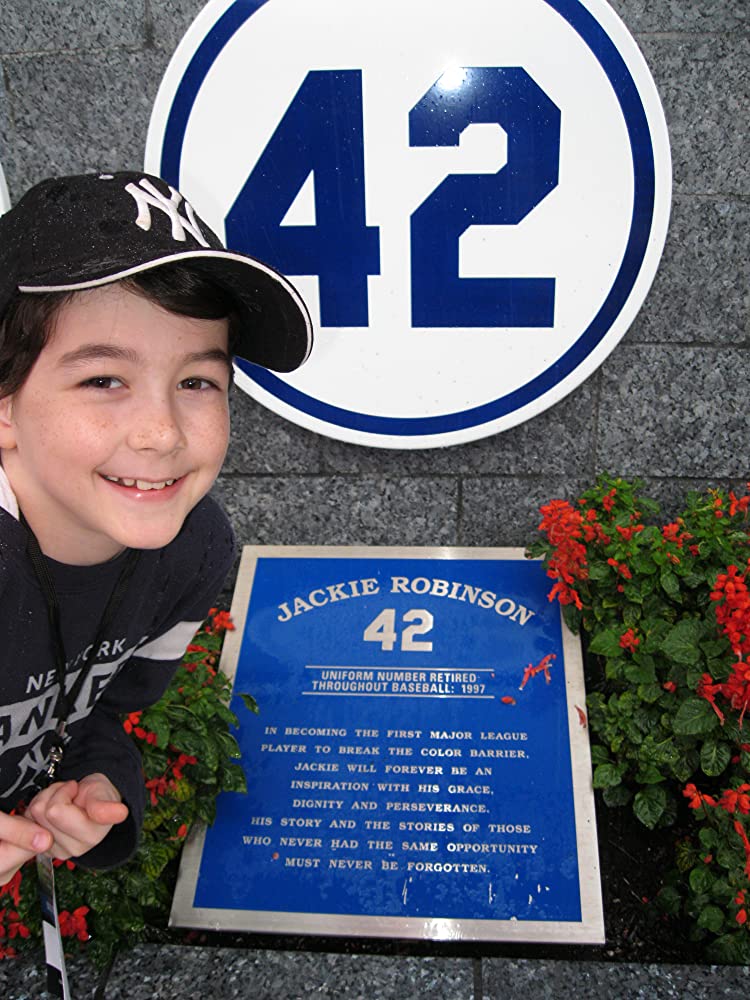 42
NY
NEW YORK
JACKIE ROBINSON
42
UNIFORM NUMBER RETIRED
THROUGHOUT BASEBALL: 1997
IN BECOMING THE FIRST MAJOR LEAGUE
PLAYER TO BREAK THE COLOR BARRIER,
JACKIE WILL FOREVER BE AN
INSPIRATION WITH HIS GRACE,
DIGNITY AND PERSEVERANCE.
HIS STORY AND THE STORIES OF THOSE
WHO NEVER HAD THE SAME OPPORTUNITY
MUST NEVER BE FORGOTTEN.